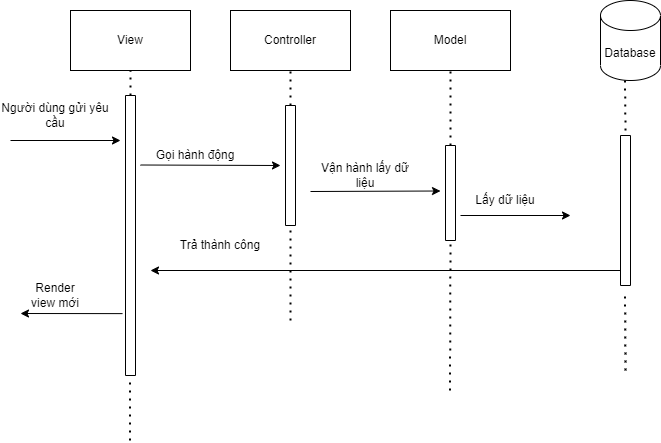 View
Controller
Model
Database
Người dùng gửi yêu
cầu
Gọi hành động
Vận hành lấy dữ
liệu
Lấy dữ liệu
Trả thành công
Render
view mới